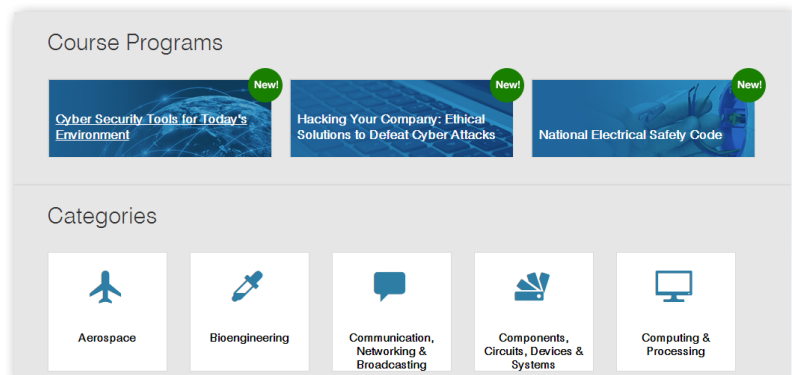 Course Programs
New!
Cyber Security Tools for Today's
Environment
New!
Hacking Your Company: Ethical
Solutions to Defeat Cyber Attacks
New!
National Electrical Safety Code
Categories
Aerospace
Bioengineering
Communication,
Networking &
Broadcasting
Components,
Circuits, Devices &
Systems
Computing &
Processing